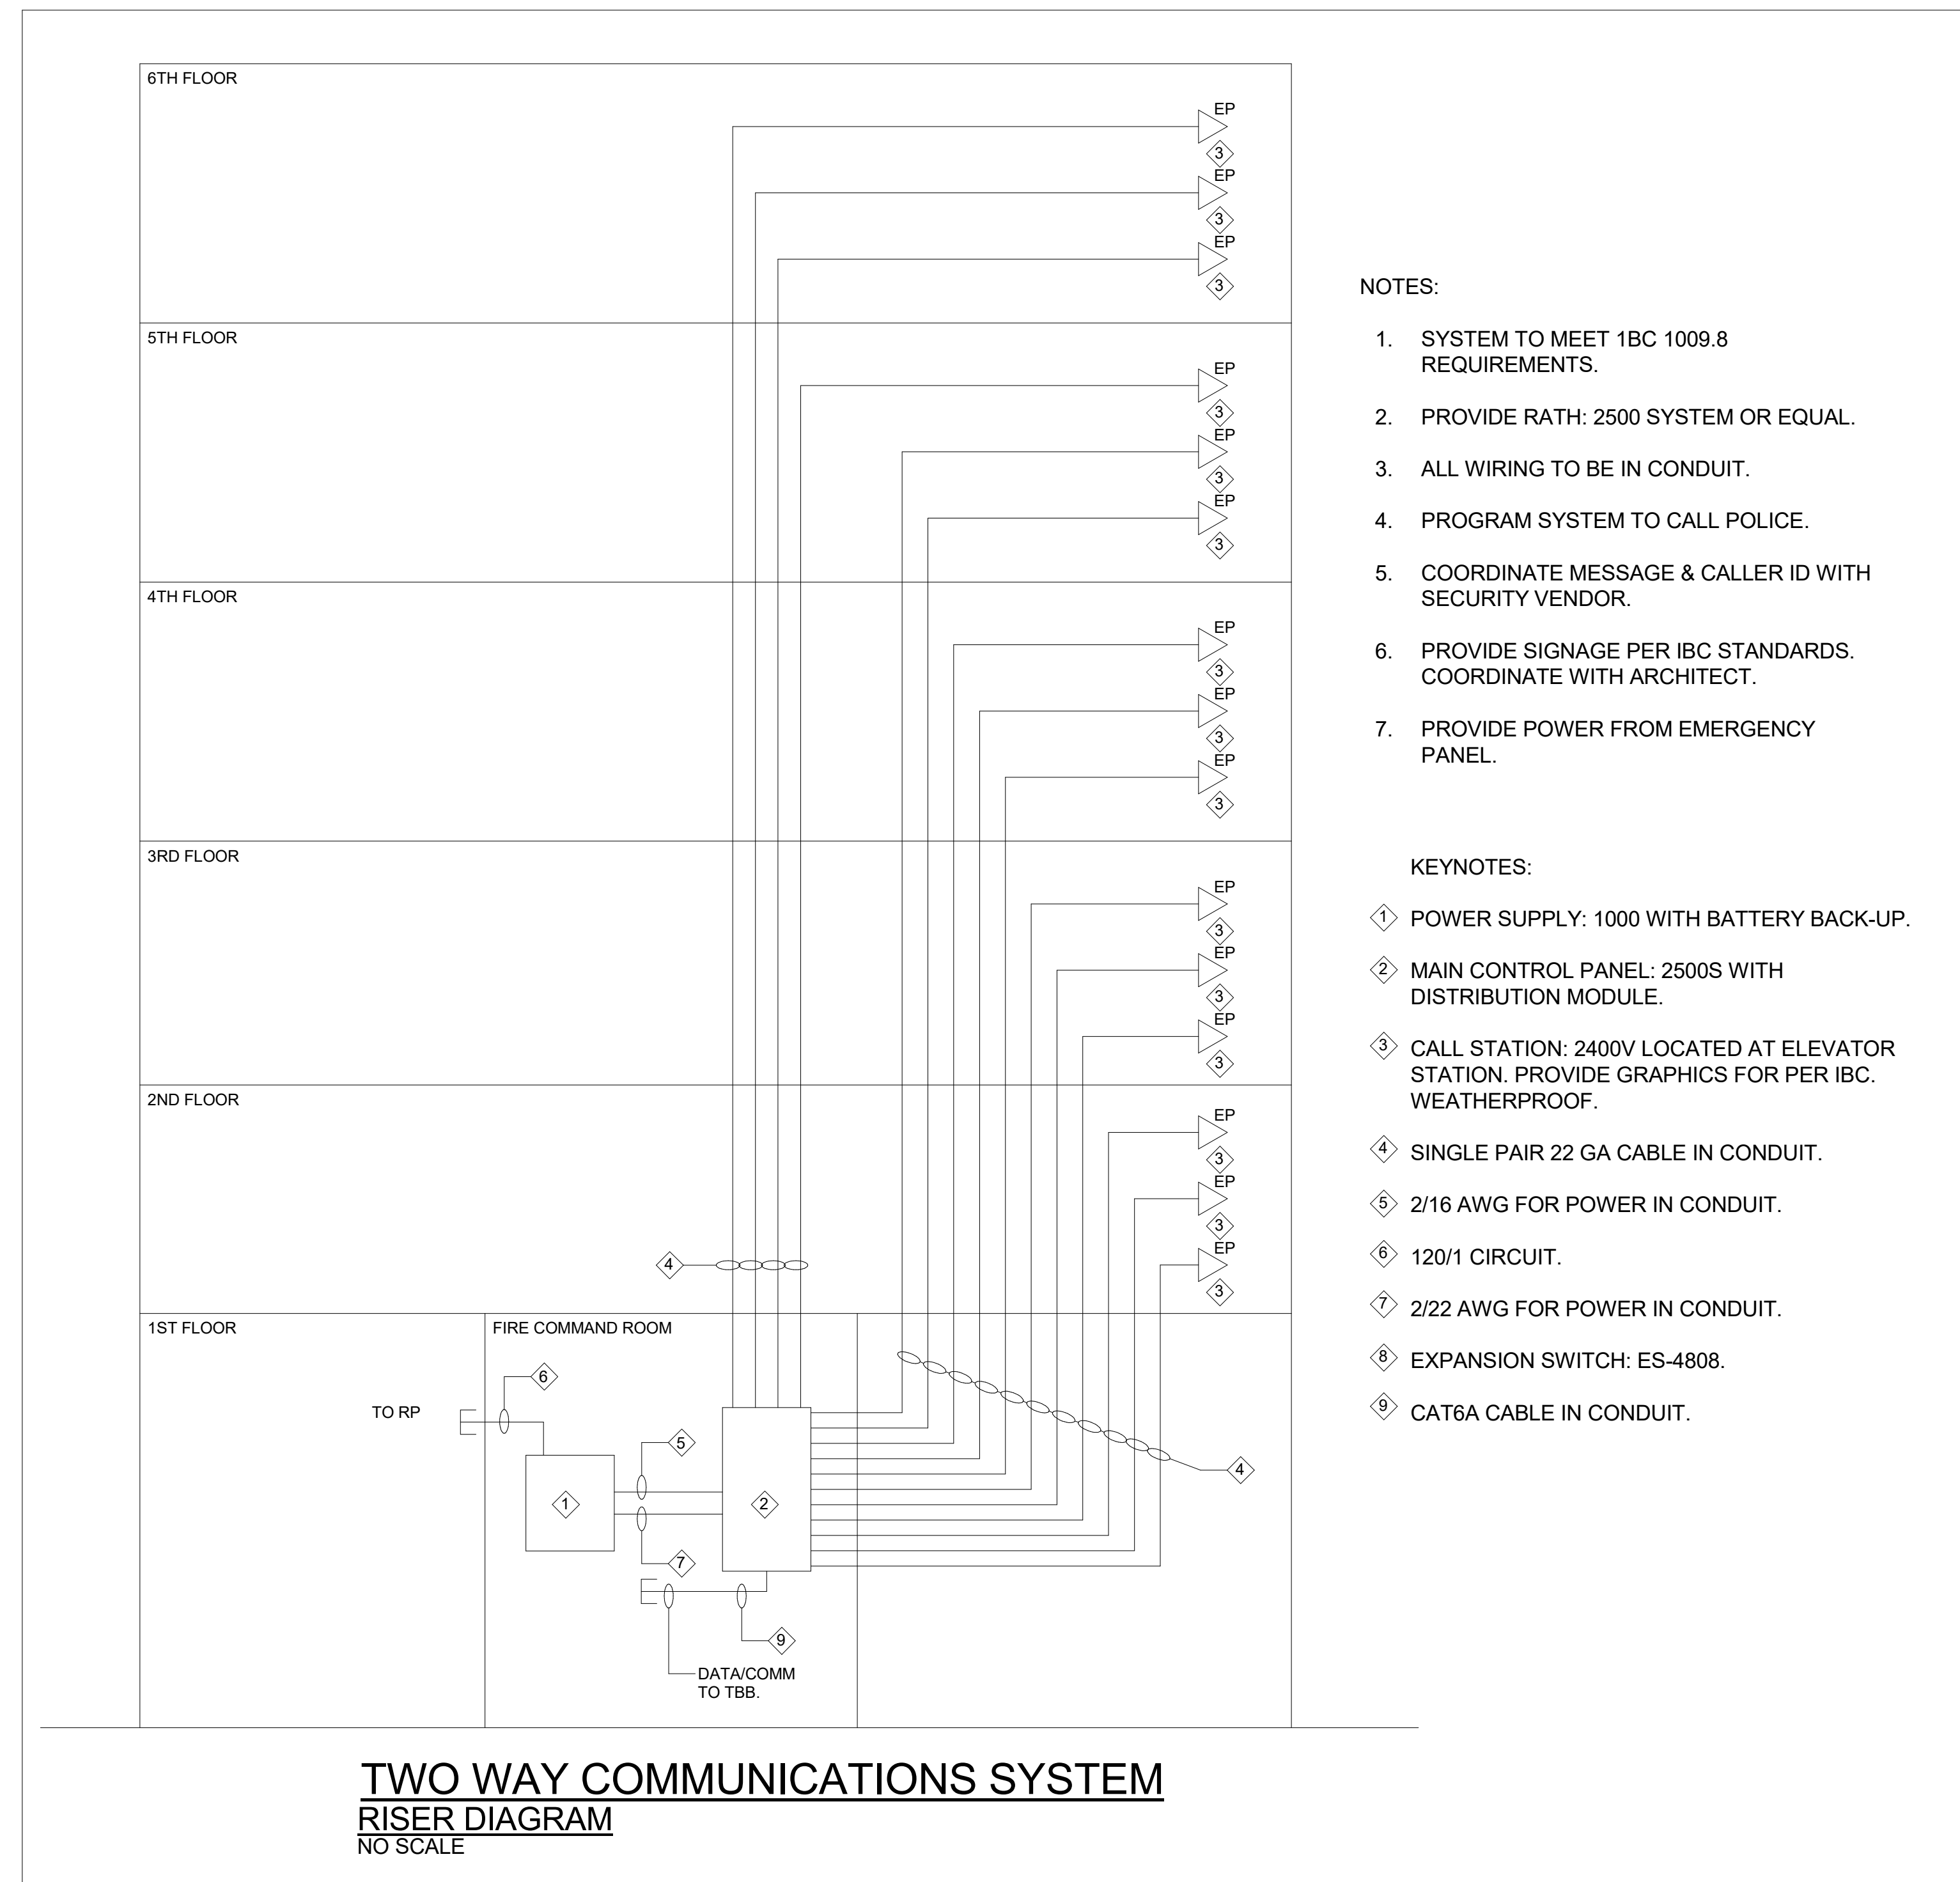 6TH FLOOR
EP
3
EP
3
EP
3
5TH FLOOR
EP
3
EP
3
EP
3
4TH FLOOR
EP
3
EP
3
EP
3
3RD FLOOR
EP
3
EP
3
EP
3
2ND FLOOR
EP
3
EP
3
EP
3
4
1ST FLOOR
FIRE COMMAND ROOM
6
TO RP
5
4
1
2
7
9
DATA/COMM
TO TBB.
NOTES:
1. SYSTEM TO MEET 1BC 1009.8
REQUIREMENTS.
2. PROVIDE RATH: 2500 SYSTEM OR EQUAL.
3. ALL WIRING TO BE IN CONDUIT.
4. PROGRAM SYSTEM TO CALL POLICE.
5. COORDINATE MESSAGE & CALLER ID WITH
SECURITY VENDOR.
6. PROVIDE SIGNAGE PER IBC STANDARDS.
COORDINATE WITH ARCHITECT.
7. PROVIDE POWER FROM EMERGENCY
PANEL.
KEYNOTES:
1 POWER SUPPLY: 1000 WITH BATTERY BACK-UP.
2 MAIN CONTROL PANEL: 2500S WITH
DISTRIBUTION MODULE.
3 CALL STATION: 2400V LOCATED AT ELEVATOR
STATION. PROVIDE GRAPHICS FOR PER IBC.
WEATHERPROOF.
4 SINGLE PAIR 22 GA CABLE IN CONDUIT.
5 2/16 AWG FOR POWER IN CONDUIT.
6 120/1 CIRCUIT.
7 2/22 AWG FOR POWER IN CONDUIT.
8 EXPANSION SWITCH: ES-4808.
9 CAT6A CABLE IN CONDUIT.
TWO WAY COMMUNICATIONS SYSTEM
RISER DIAGRAM
NO SCALE